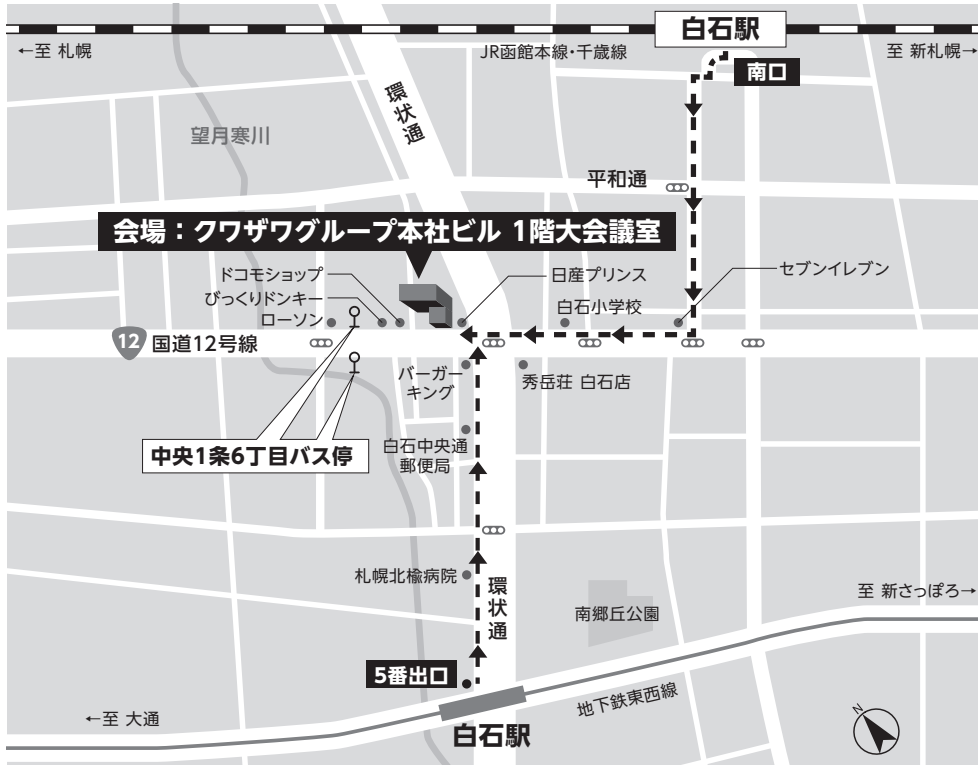 白石駅
←至 札幌
JR函館本線・千歳線
至 新札幌→
南口
環状通
望月寒川
平和通
会場：クワザワグループ本社ビル 1階大会議室
ドコモショップ
日産プリンス
セブンイレブン
びっくりドンキー
白石小学校
ローソン
12 国道12号線
バーガー
キング
秀岳荘 白石店
白石中央通
郵便局
中央1条6丁目バス停
札幌北楡病院
環状通
南郷丘公園
至 新さっぽろ→
5番出口
地下鉄東西線
←至 大通
白石駅
N